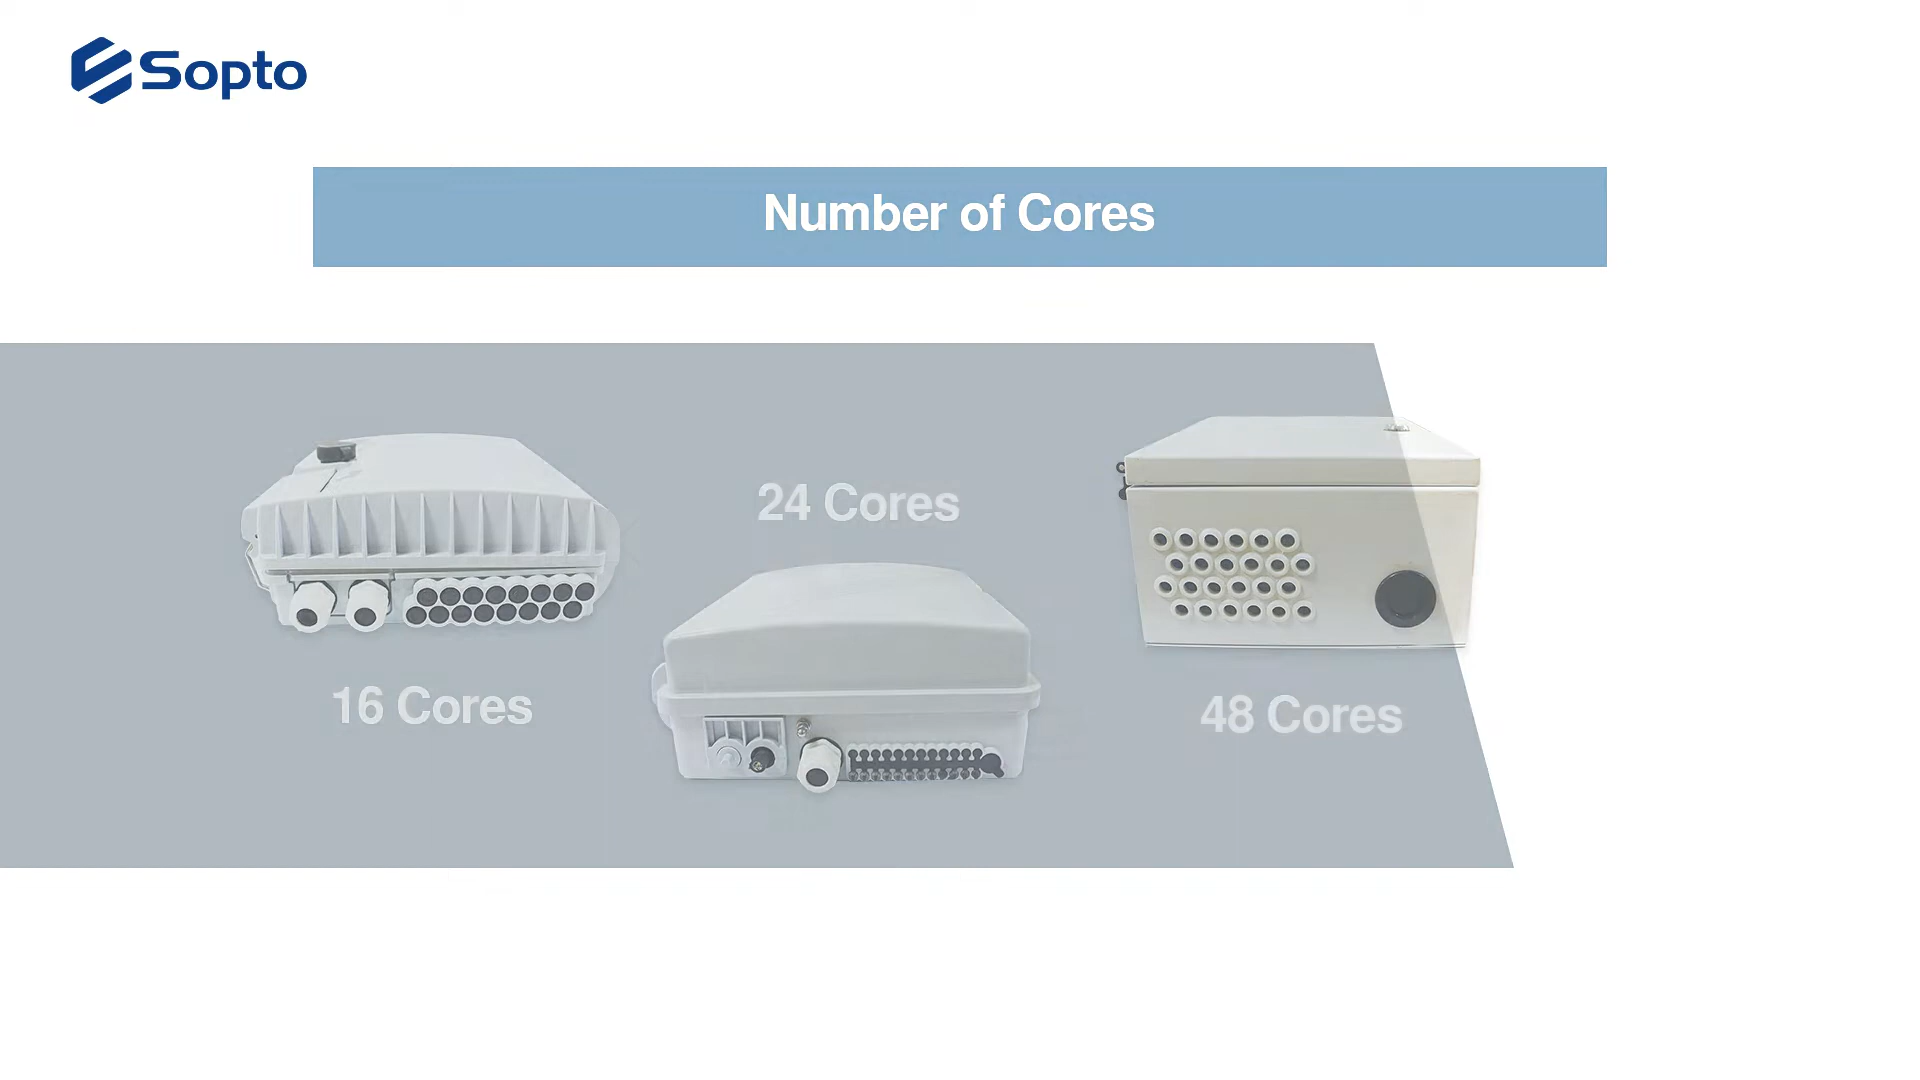 Sopto
Number of Cores
24 Cores
16 Cores
48 Cores